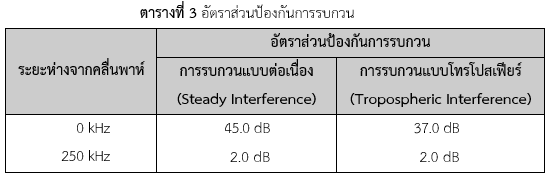 ตารางที่ 3 อัตราส่วนป้องกันการรบกวน
ระยะห่างจากคลื่นพาห์
อัตราส่วนป้องกันการรบกวน
การรบกวนแบบต่อเนื่อง การรบกวนแบบโทรโปสเฟียร์
(Steady Interference) (Tropospheric Interference)
0 kHz 45.0 dB 37.0 dB
250 kHz 2.0 dB 2.0 dB